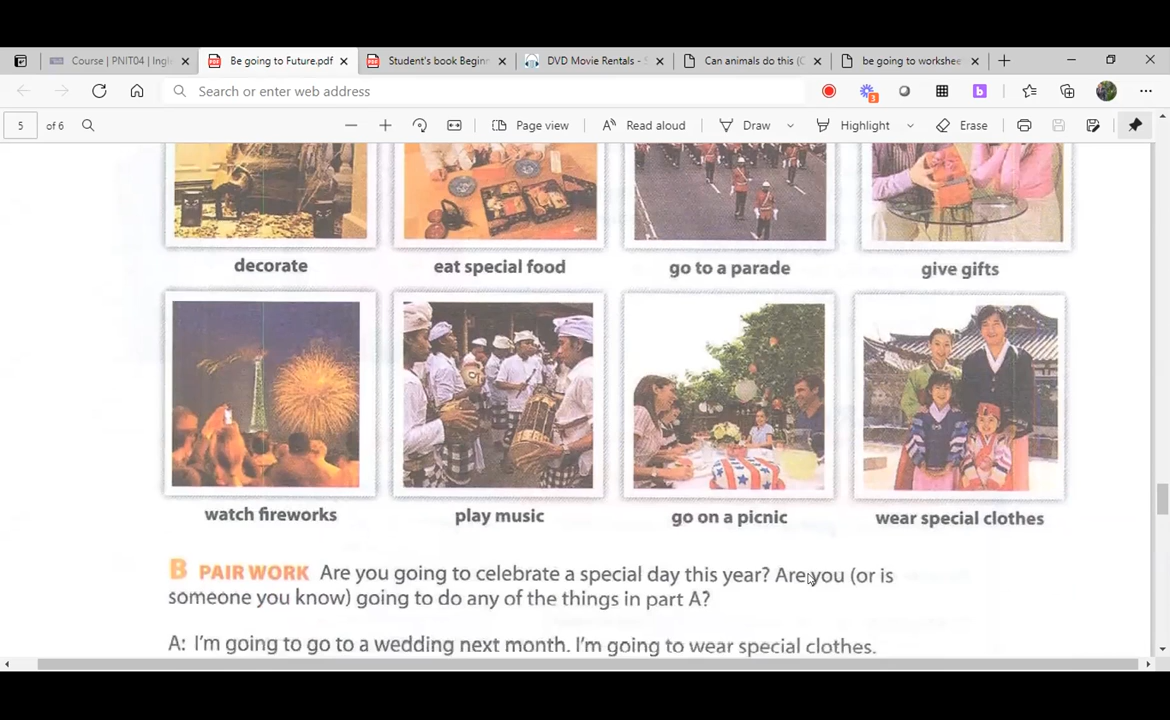 Course | PNIT04 | Ingl
Be going to Future.pdf
Student's book Beginn
DVD Movie Rentals - S
Can animals do this (C
be going to workshee
Search or enter web address
3
5 of 6
Page view
Read aloud
Draw
Highlight
Erase
decorate
eat special food
go to a parade
give gifts
watch fireworks
play music
go on a picnic
wear special clothes
B PAIR WORK Are you going to celebrate a special day this year? Are you (or is
someone you know) going to do any of the things in part A?
A: I'm going to go to a wedding next month. I'm going to wear special clothes.